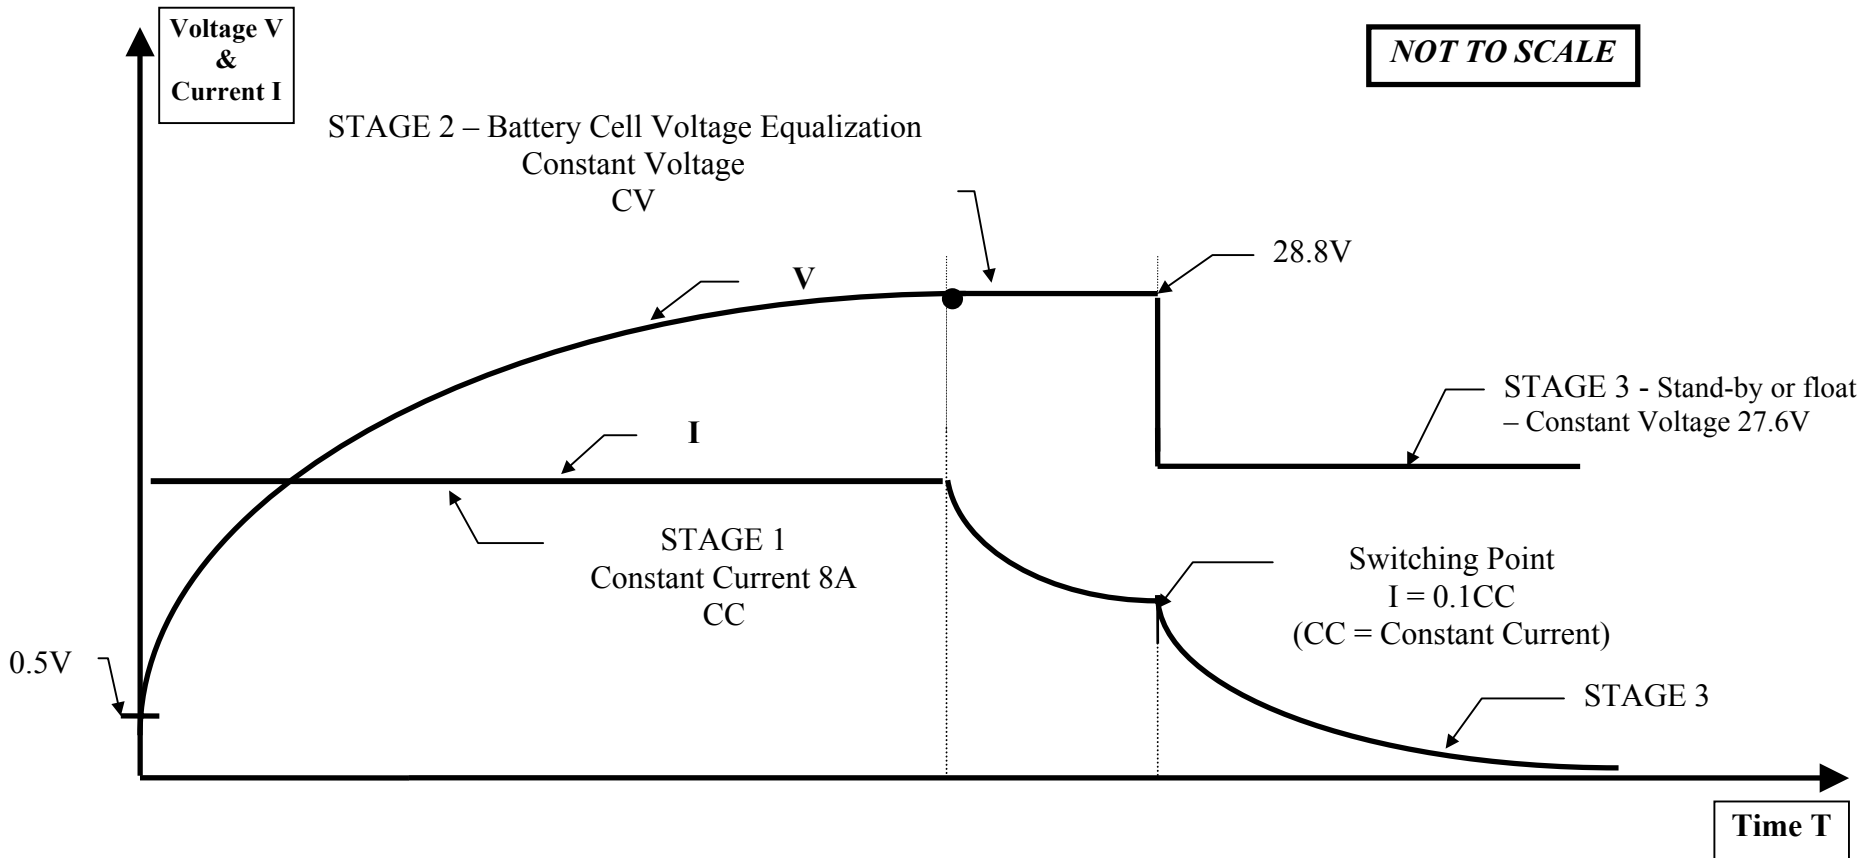 Voltage V
&
Current I
NOT TO SCALE
STAGE 2 – Battery Cell Voltage Equalization
Constant Voltage
CV
28.8V
V
STAGE 3 - Stand-by or float
– Constant Voltage 27.6V
I
STAGE 1
Constant Current 8A
CC
Switching Point
I = 0.1CC
(CC = Constant Current)
0.5V
STAGE 3
Time T